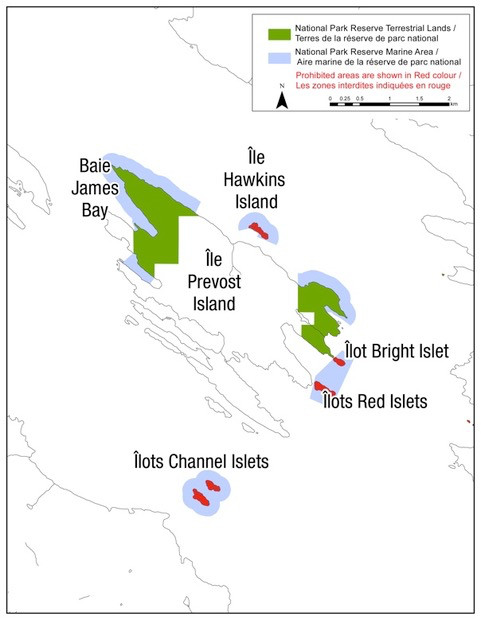 National Park Reserve Terrestrial Lands /
Terres de la réserve de parc national
National Park Reserve Marine Area /
Aire marine de la réserve de parc national
Prohibited areas are shown in Red colour /
Les zones interdites indiquées en rouge
N
0 0.25 0.5 1 1.5 2
km
Baie
James
Bay
Île
Hawkins
Island
Île
Prevost
Island
Îlot Bright Islet
Îlots Red Islets
Îlots Channel Islets